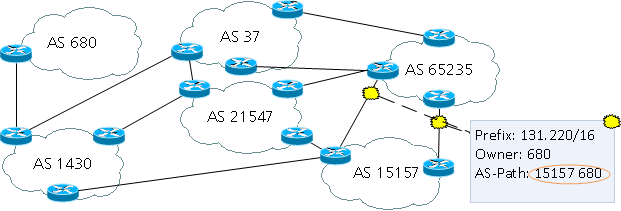 AS 680
AS 37
AS 65235
AS 21547
AS 1430
AS 15157
Prefix: 131.220/16
Owner: 680
AS-Path: 15157 680